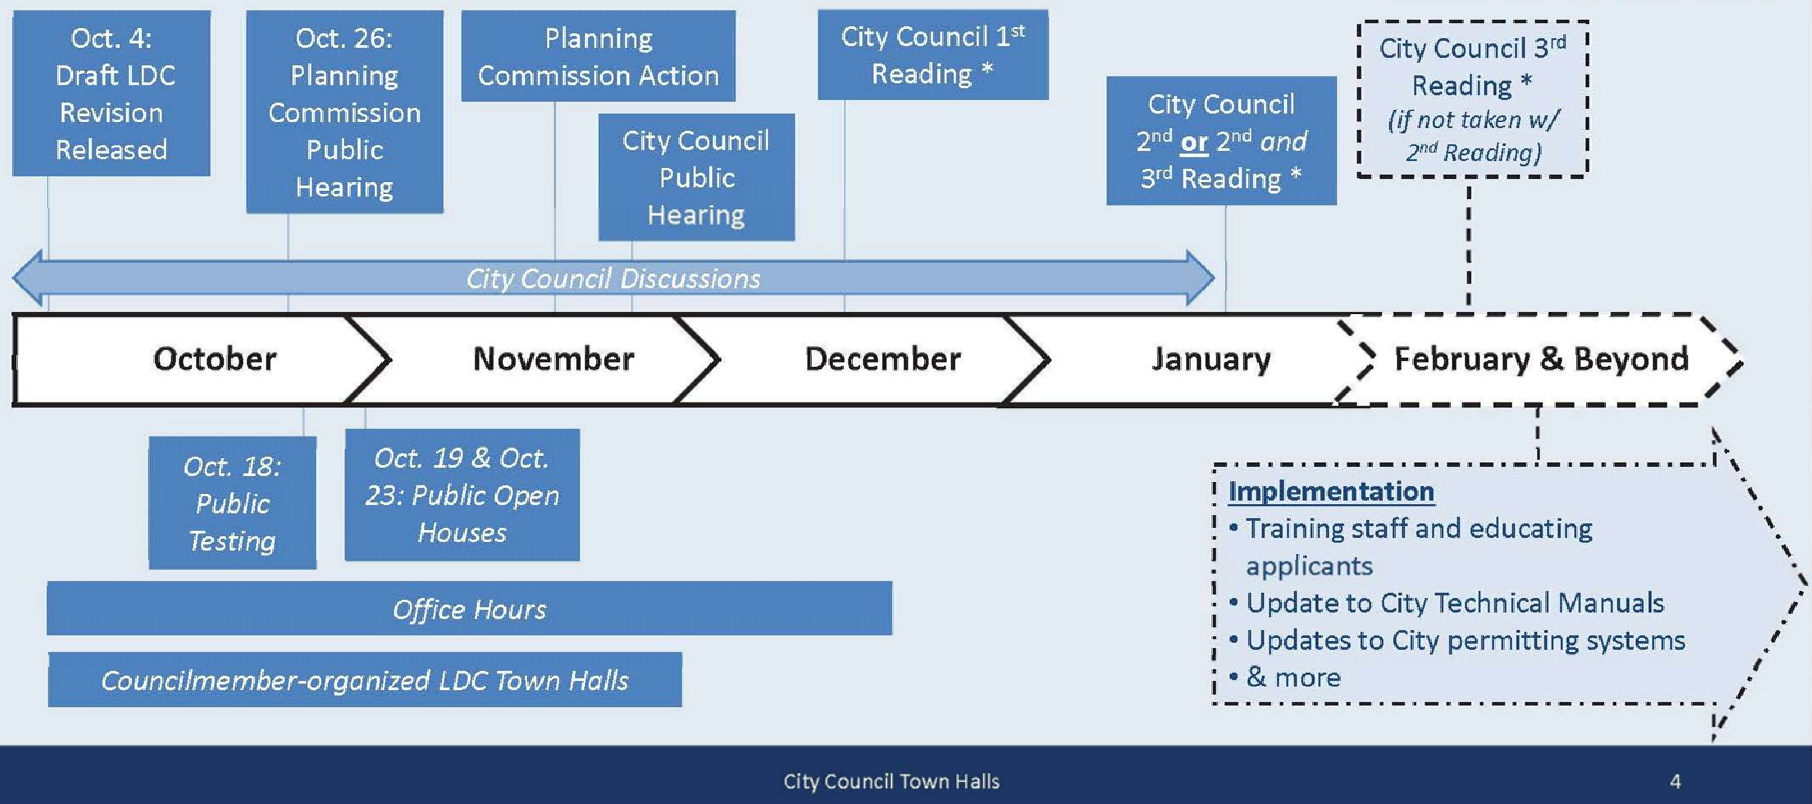 Oct. 4:
Draft LDC
Revision
Released
Oct. 26:
Planning
Commission
Public
Hearing
Planning
Commission Action
City Council
Public
Hearing
City Council 1st
Reading *
City Council
2nd or 2nd and
3rd Reading *
City Council 3rd
Reading *
(if not taken w/
2nd Reading)
City Council Discussions
October
November
December
January
February & Beyond
Oct. 18:
Public
Testing
Oct. 19 & Oct.
23: Public Open
Houses
Office Hours
Councilmember-organized LDC Town Halls
Implementation
• Training staff and educating
applicants
• Update to City Technical Manuals
• Updates to City permitting systems
• & more
City Council Town Halls
4